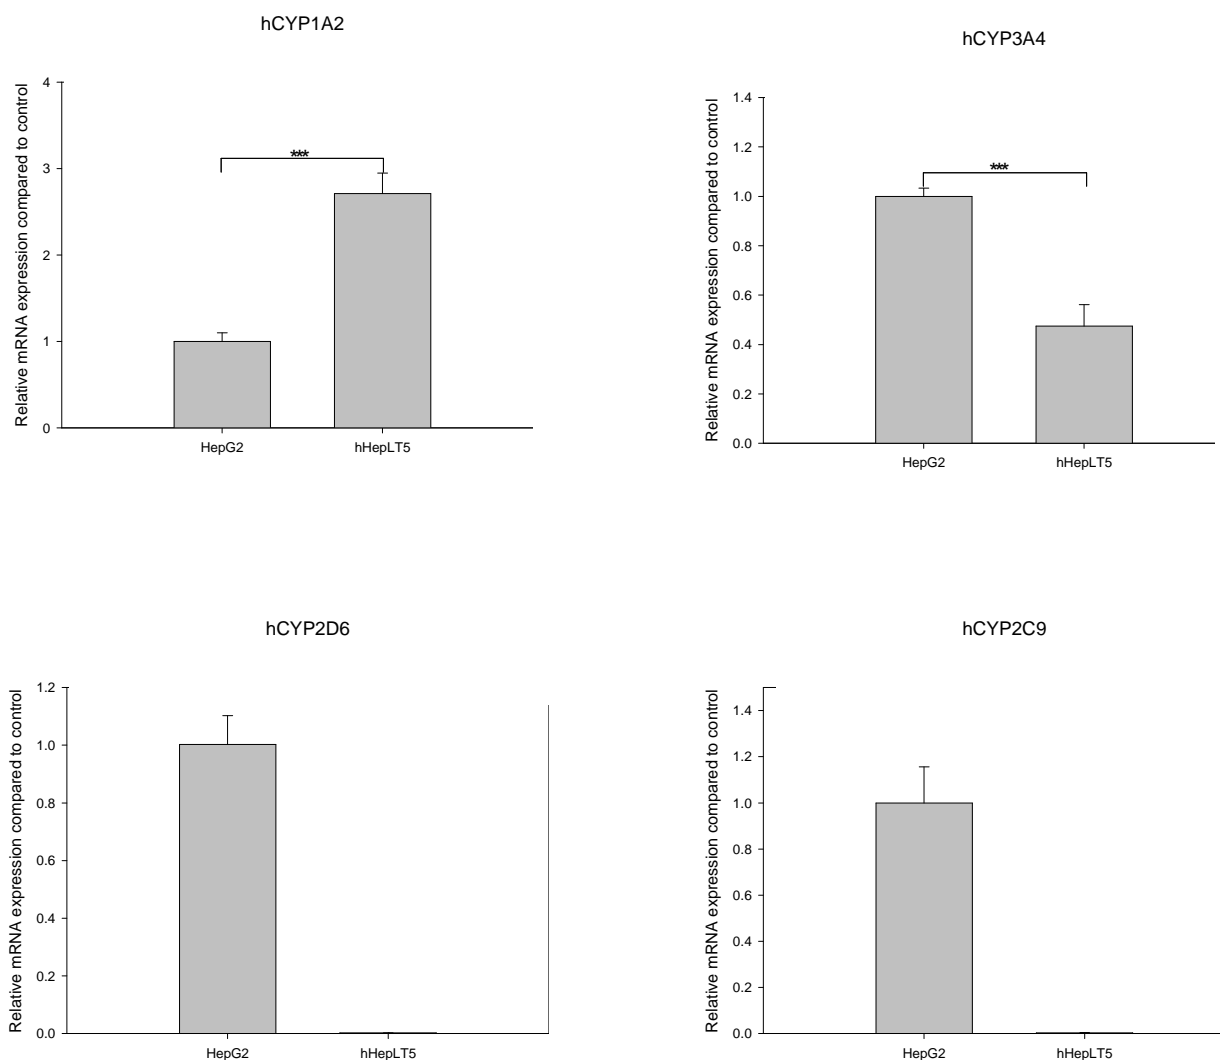 hCYP1A2
Relative mRNA expression compared to control
4
3
2
1
0
***
HepG2
hHepLT5
hCYP3A4
Relative mRNA expression compared to control
1.4
1.2
1.0
0.8
0.6
0.4
0.2
0.0
***
HepG2
hHepLT5
hCYP2D6
Relative mRNA expression compared to control
1.2
1.0
0.8
0.6
0.4
0.2
0.0
HepG2
hHepLT5
hCYP2C9
Relative mRNA expression compared to control
1.4
1.2
1.0
0.8
0.6
0.4
0.2
0.0
HepG2
hHepLT5